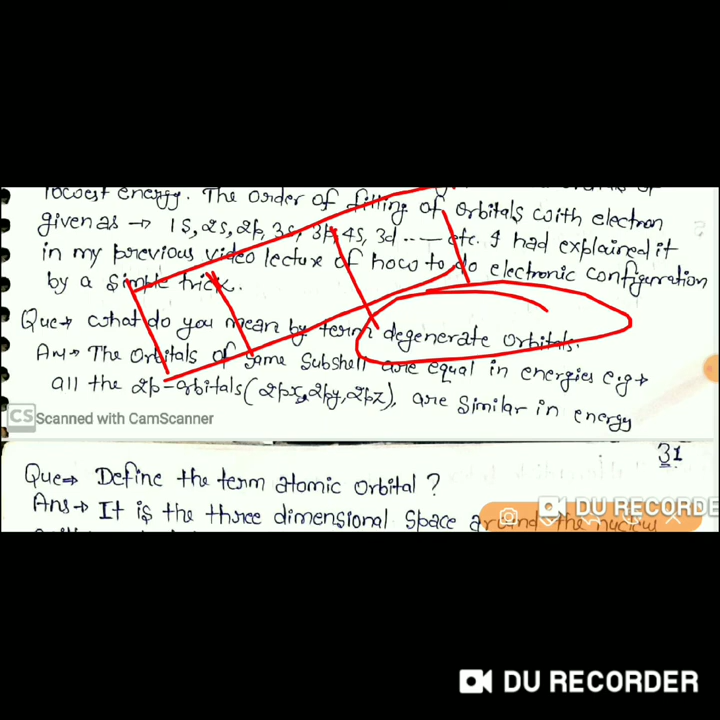 lowest energy. The order of filling of orbitals with electron
given as → 1s, 2s, 2p, 3s, 3p, 4s, 3d ---- etc. I had explained it
in my previous video lecture of how to do electronic configuration
by a simple trick.
Que→ what do you mean by term degenerate orbitals.
Ans→ The Orbitals of same Subshell are equal in energies e.g→
all the 2p-orbitals (2px, 2py, 2pz), are similar in energy
CS Scanned with CamScanner
31
Que→ Define the term atomic orbital ?
Ans→ It is the three dimensional space around the nucleu
DU RECORDE
DU RECORDER